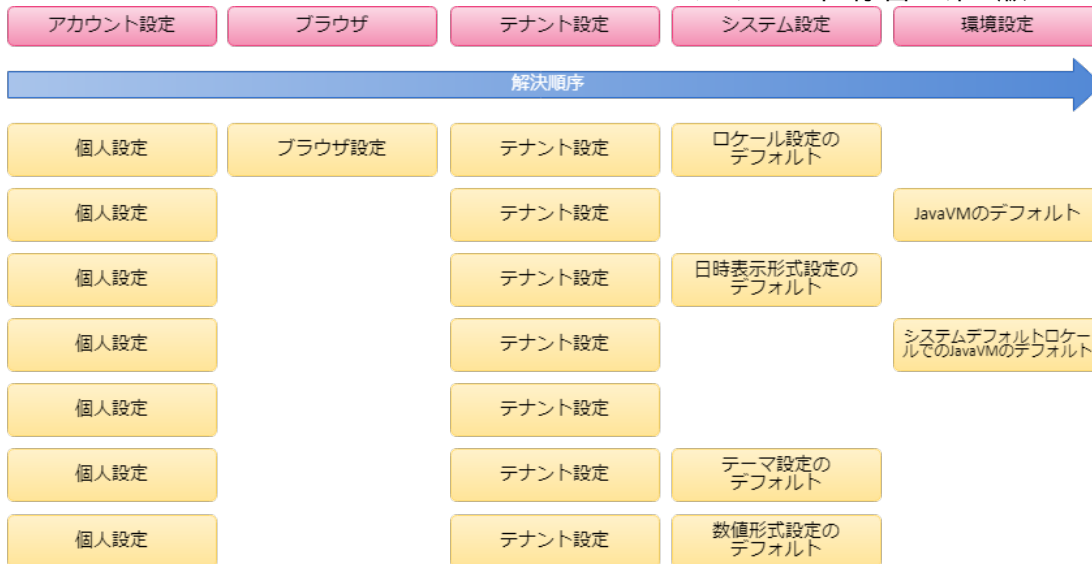 アカウント設定
ブラウザ
テナント設定
システム設定
環境設定
解決順序
個人設定
ブラウザ設定
テナント設定
ロケール設定の
デフォルト
個人設定
テナント設定
JavaVMのデフォルト
個人設定
テナント設定
日時表示形式設定の
デフォルト
個人設定
テナント設定
システムデフォルトロケー
ルでのJavaVMのデフォルト
個人設定
テナント設定
個人設定
テナント設定
テーマ設定の
デフォルト
個人設定
テナント設定
数値形式設定の
デフォルト